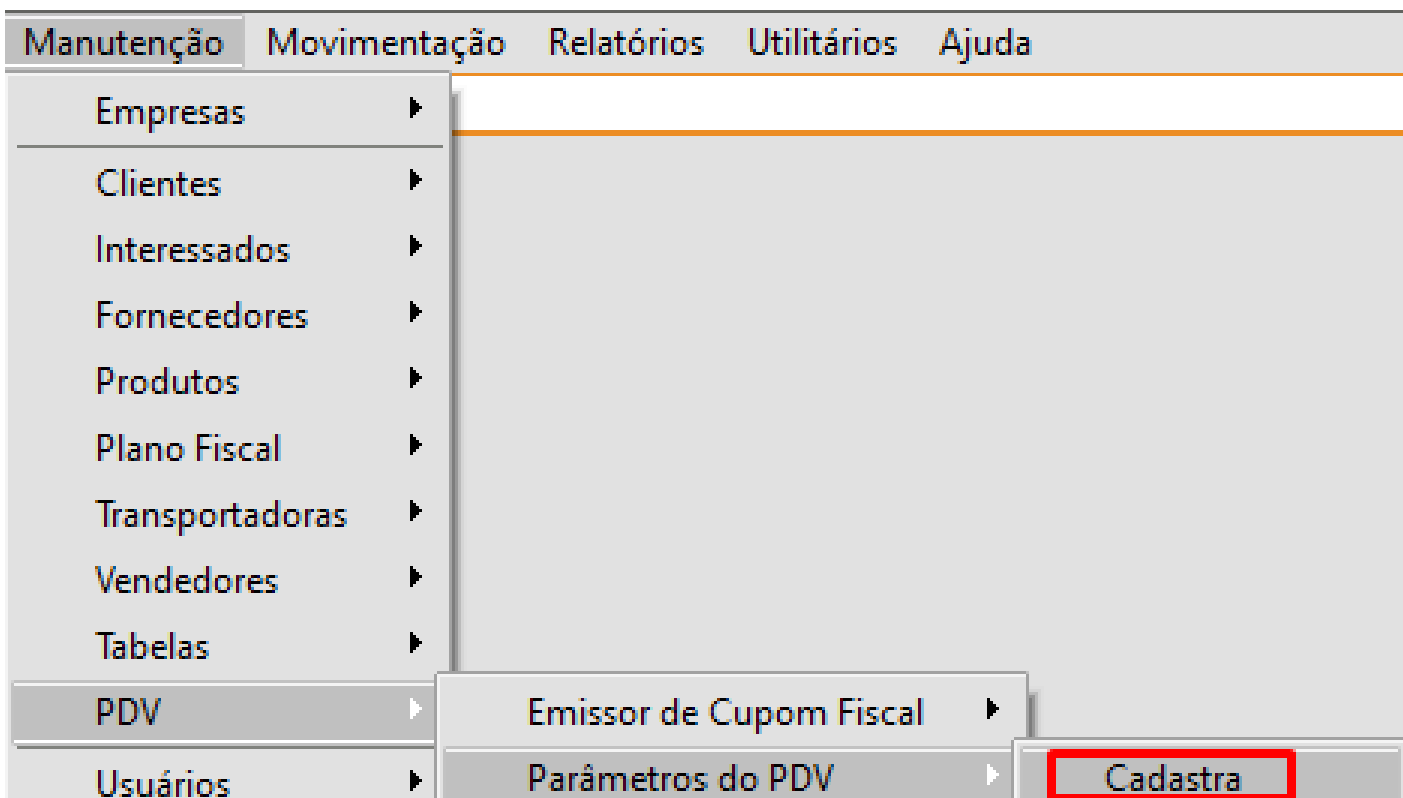 Manutenção Movimentação Relatórios Utilitários Ajuda
Empresas
Clientes
Interessados
Fornecedores
Produtos
Plano Fiscal
Transportadoras
Vendedores
Tabelas
PDV Emissor de Cupom Fiscal
Usuários Parâmetros do PDV Cadastra